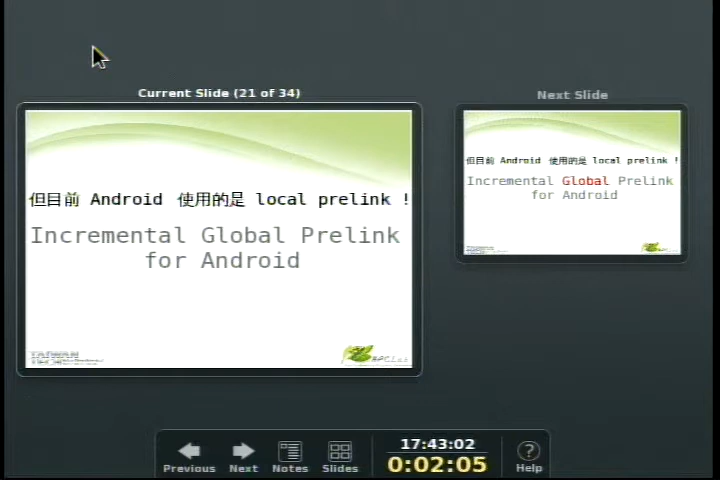 Current Slide (21 of 34)
但目前 Android 使用的是 local prelink !
Incremental Global Prelink
for Android
TAIWAN
TECH
Next Slide
但目前 Android 使用的是 local prelink !
Incremental Global Prelink
for Android
Previous
Next
Notes
Slides
17:43:02
0:02:05
Help